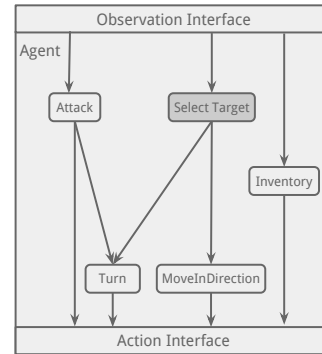 Observation Interface
Agent
Attack
Select Target
Inventory
Turn
MoveInDirection
Action Interface